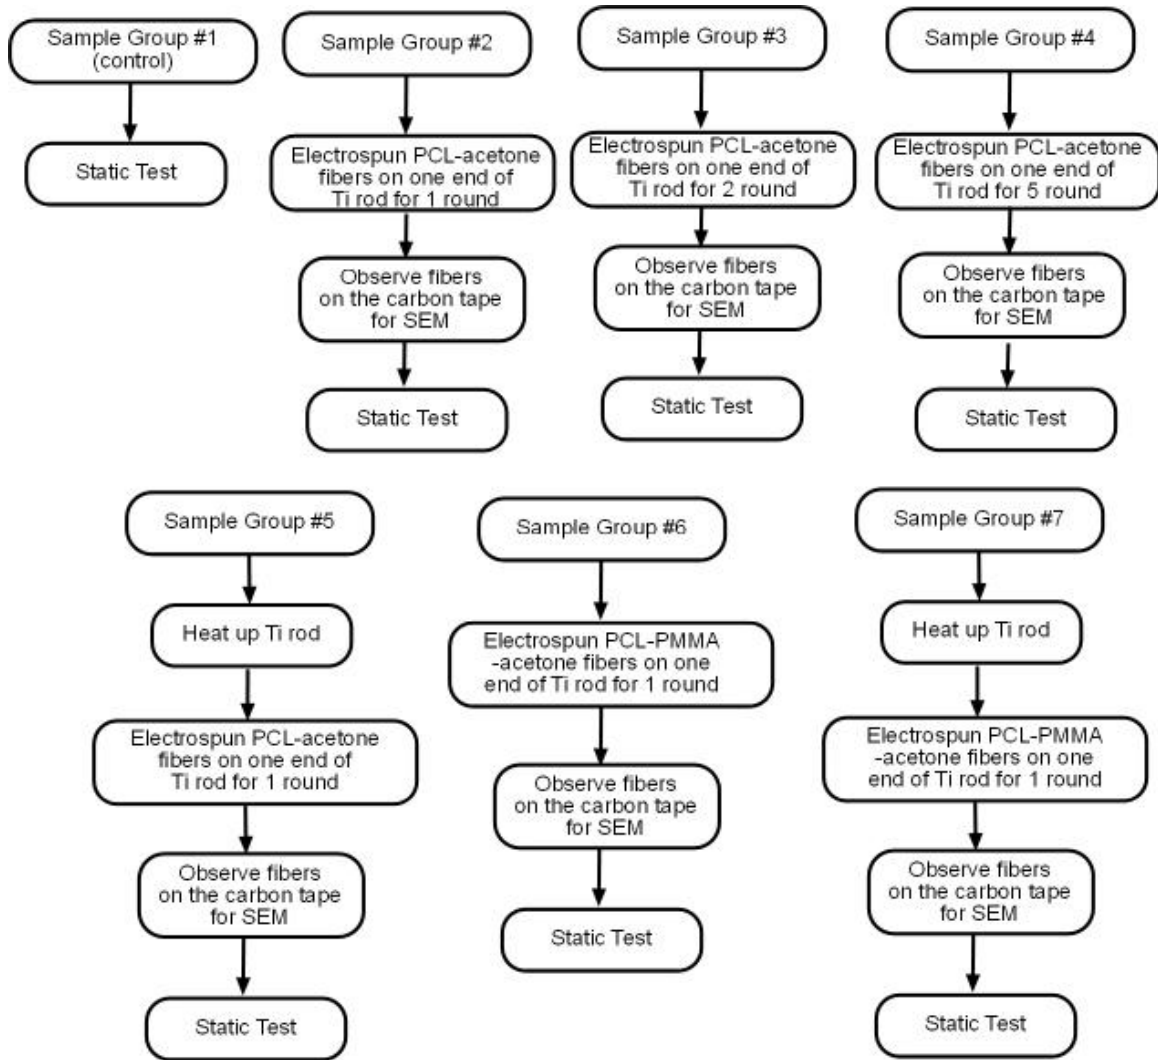 Sample Group #1
(control)
Static Test
Sample Group #2
Electrospun PCL-acetone
fibers on one end of
Ti rod for 1 round
Observe fibers
on the carbon tape
for SEM
Static Test
Sample Group #3
Electrospun PCL-acetone
fibers on one end of
Ti rod for 2 round
Observe fibers
on the carbon tape
for SEM
Static Test
Sample Group #4
Electrospun PCL-acetone
fibers on one end of
Ti rod for 5 round
Observe fibers
on the carbon tape
for SEM
Static Test
Sample Group #5
Heat up Ti rod
Electrospun PCL-acetone
fibers on one end of
Ti rod for 1 round
Observe fibers
on the carbon tape
for SEM
Static Test
Sample Group #6
Electrospun PCL-PMMA
-acetone fibers on one
end of Ti rod for 1 round
Observe fibers
on the carbon tape
for SEM
Static Test
Sample Group #7
Heat up Ti rod
Electrospun PCL-PMMA
-acetone fibers on one
end of Ti rod for 1 round
Observe fibers
on the carbon tape
for SEM
Static Test